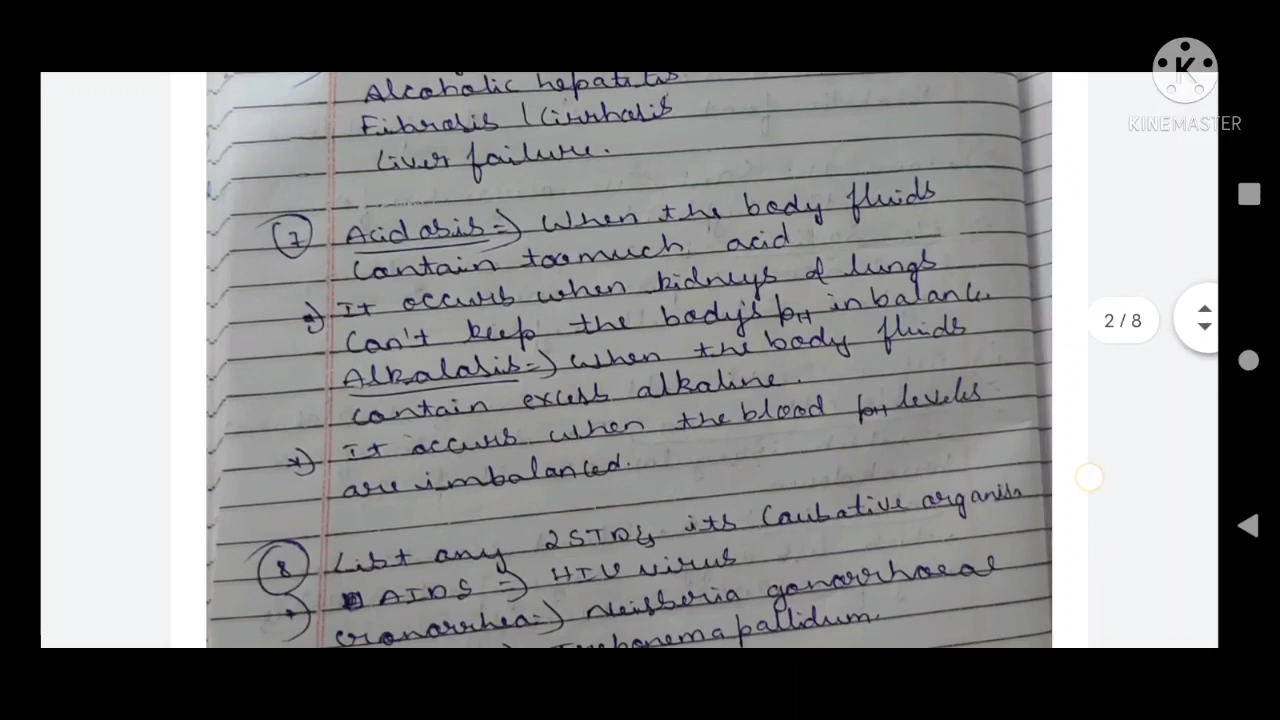 Alcoholic hepatitis
Fibrosis / Cirrhosis
Liver failure.
7 Acidosis => When the body fluids
contain too much acid
*) It occurs when kidneys & lungs
can't keep the body's pH in balance.
Alkalosis => When the body fluids
contain excess alkaline.
*) It occurs when the blood pH levels
are imbalanced.
8 List any 2 STD & its causative organism
*) AIDS => HIV virus
Gonorrhea => Neisseria gonorrhoeae
Treponema pallidum.
2/8
K
KINEMASTER